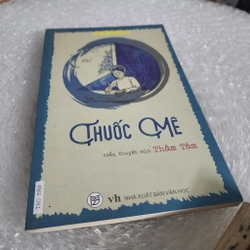 THUỐC MÊ
tiểu thuyết của Thâm Tâm
vh NHÀ XUẤT BẢN VĂN HỌC